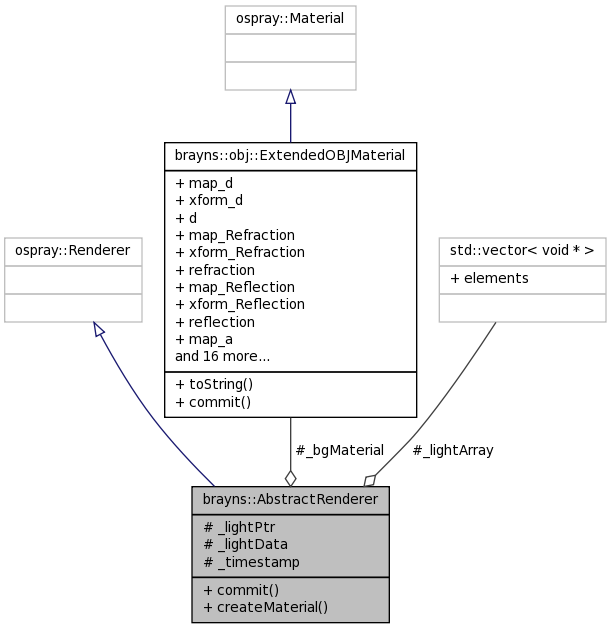 ospray::Material
brayns::obj::ExtendedOBJMaterial
+ map_d
+ xform_d
+ d
+ map_Refraction
+ xform_Refraction
+ refraction
+ map_Reflection
+ xform_Reflection
+ reflection
+ map_a
and 16 more...
+ toString()
+ commit()
ospray::Renderer
std::vector< void * >
+ elements
#_bgMaterial
#_lightArray
brayns::AbstractRenderer
# _lightPtr
# _lightData
# _timestamp
+ commit()
+ createMaterial()